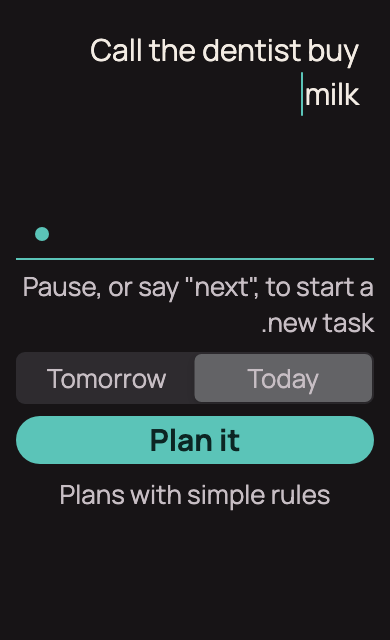 Call the dentist buy
milk
Pause, or say "next", to start a
.new task
Tomorrow
Today
Plan it
Plans with simple rules